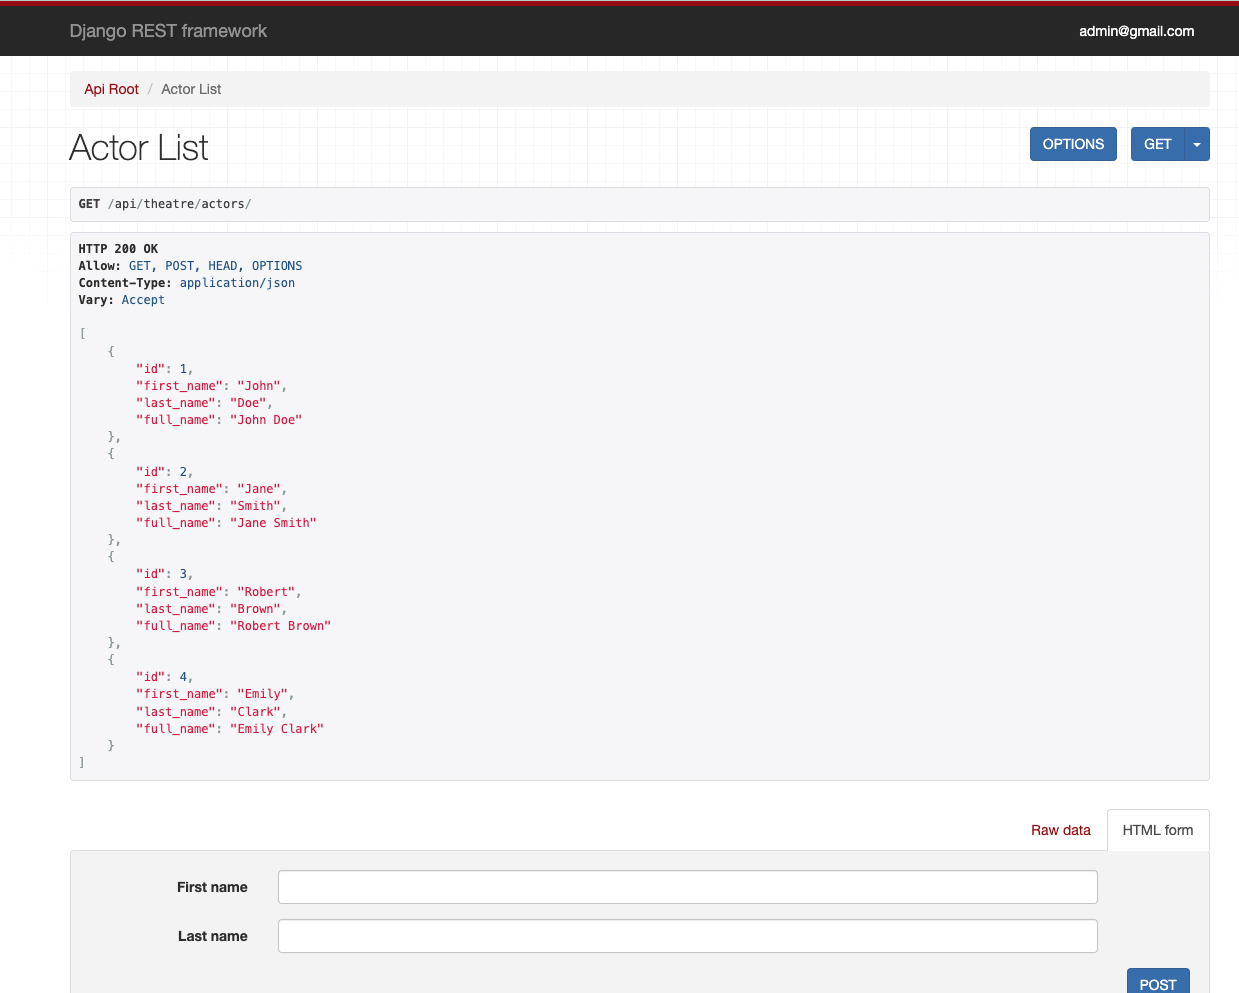 Django REST framework
admin@gmail.com
Api Root / Actor List
Actor List
OPTIONS
GET
GET /api/theatre/actors/
HTTP 200 OK
Allow: GET, POST, HEAD, OPTIONS
Content-Type: application/json
Vary: Accept
[
    {
        "id": 1,
        "first_name": "John",
        "last_name": "Doe",
        "full_name": "John Doe"
    },
    {
        "id": 2,
        "first_name": "Jane",
        "last_name": "Smith",
        "full_name": "Jane Smith"
    },
    {
        "id": 3,
        "first_name": "Robert",
        "last_name": "Brown",
        "full_name": "Robert Brown"
    },
    {
        "id": 4,
        "first_name": "Emily",
        "last_name": "Clark",
        "full_name": "Emily Clark"
    }
]
Raw data
HTML form
First name
Last name
POST